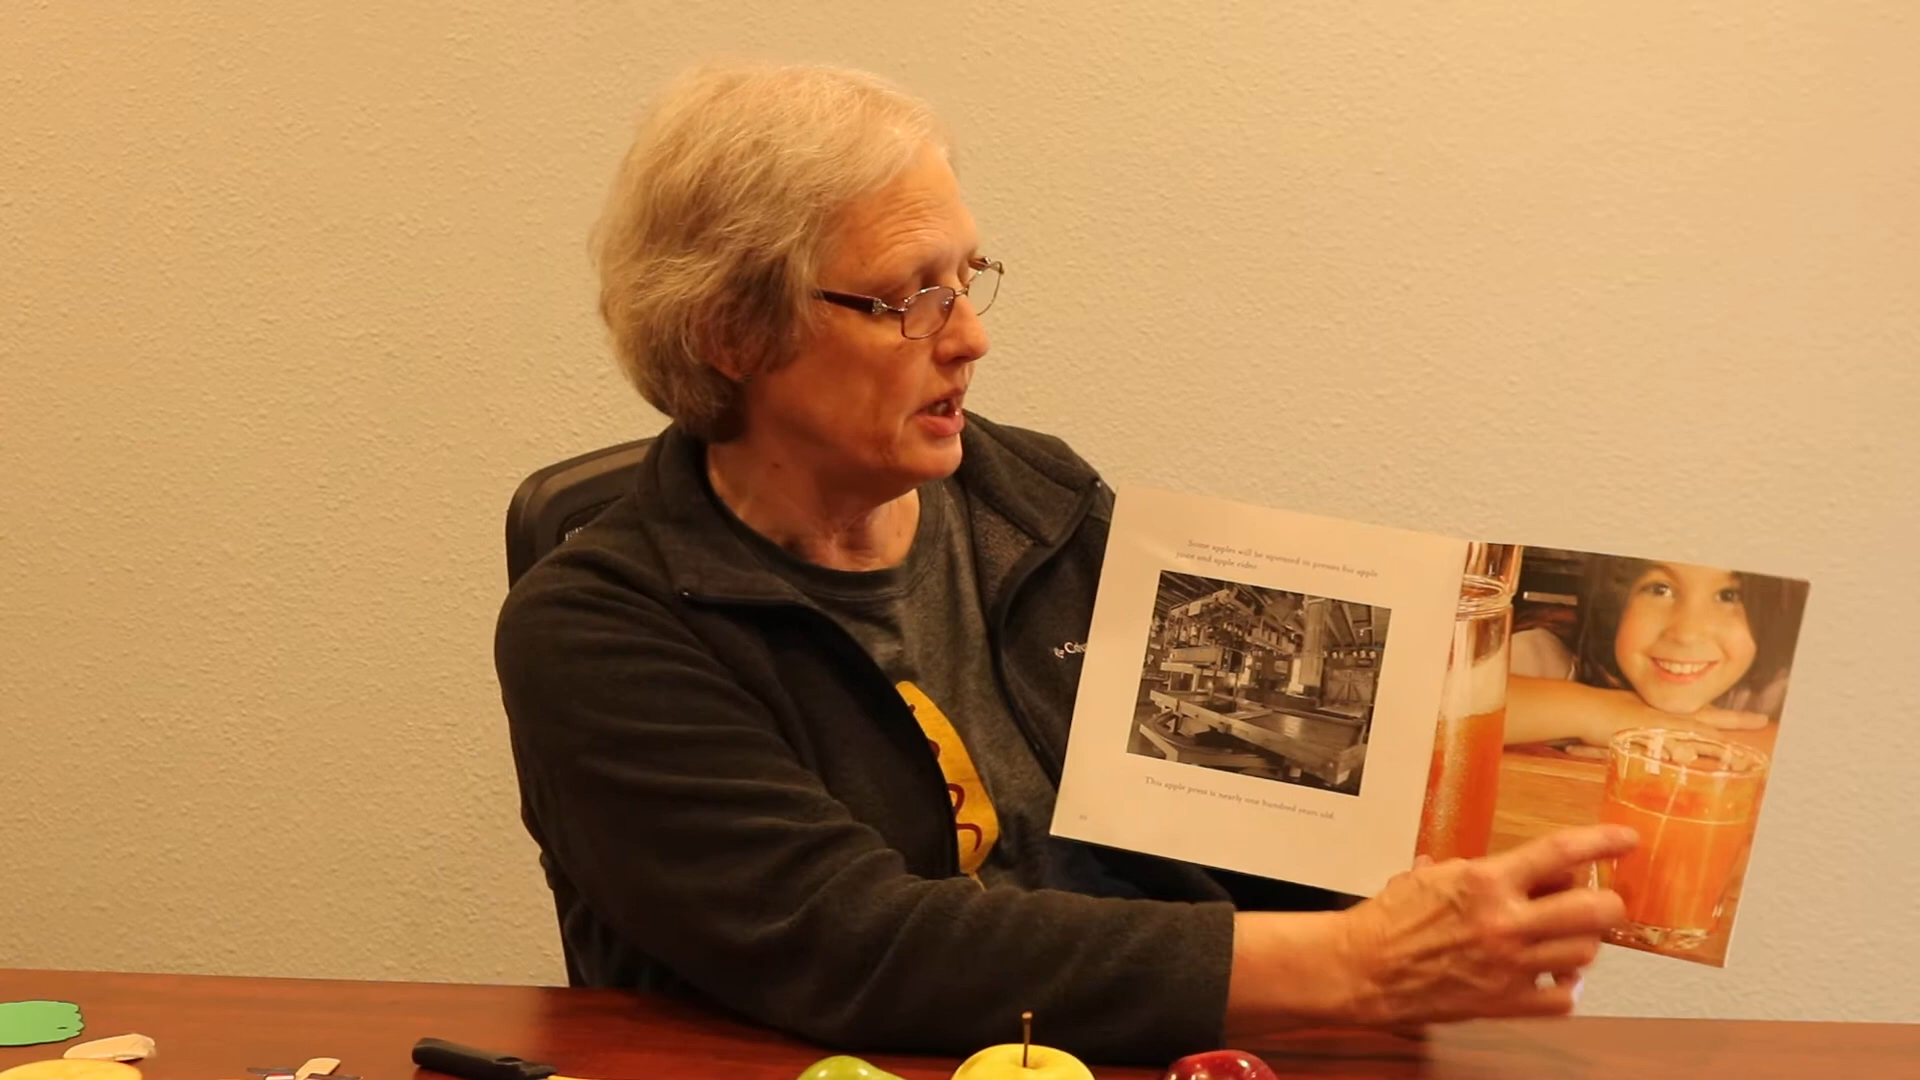 Some apples will be squeezed in presses for apple
juice and apple cider.
This apple press is nearly one hundred years old.